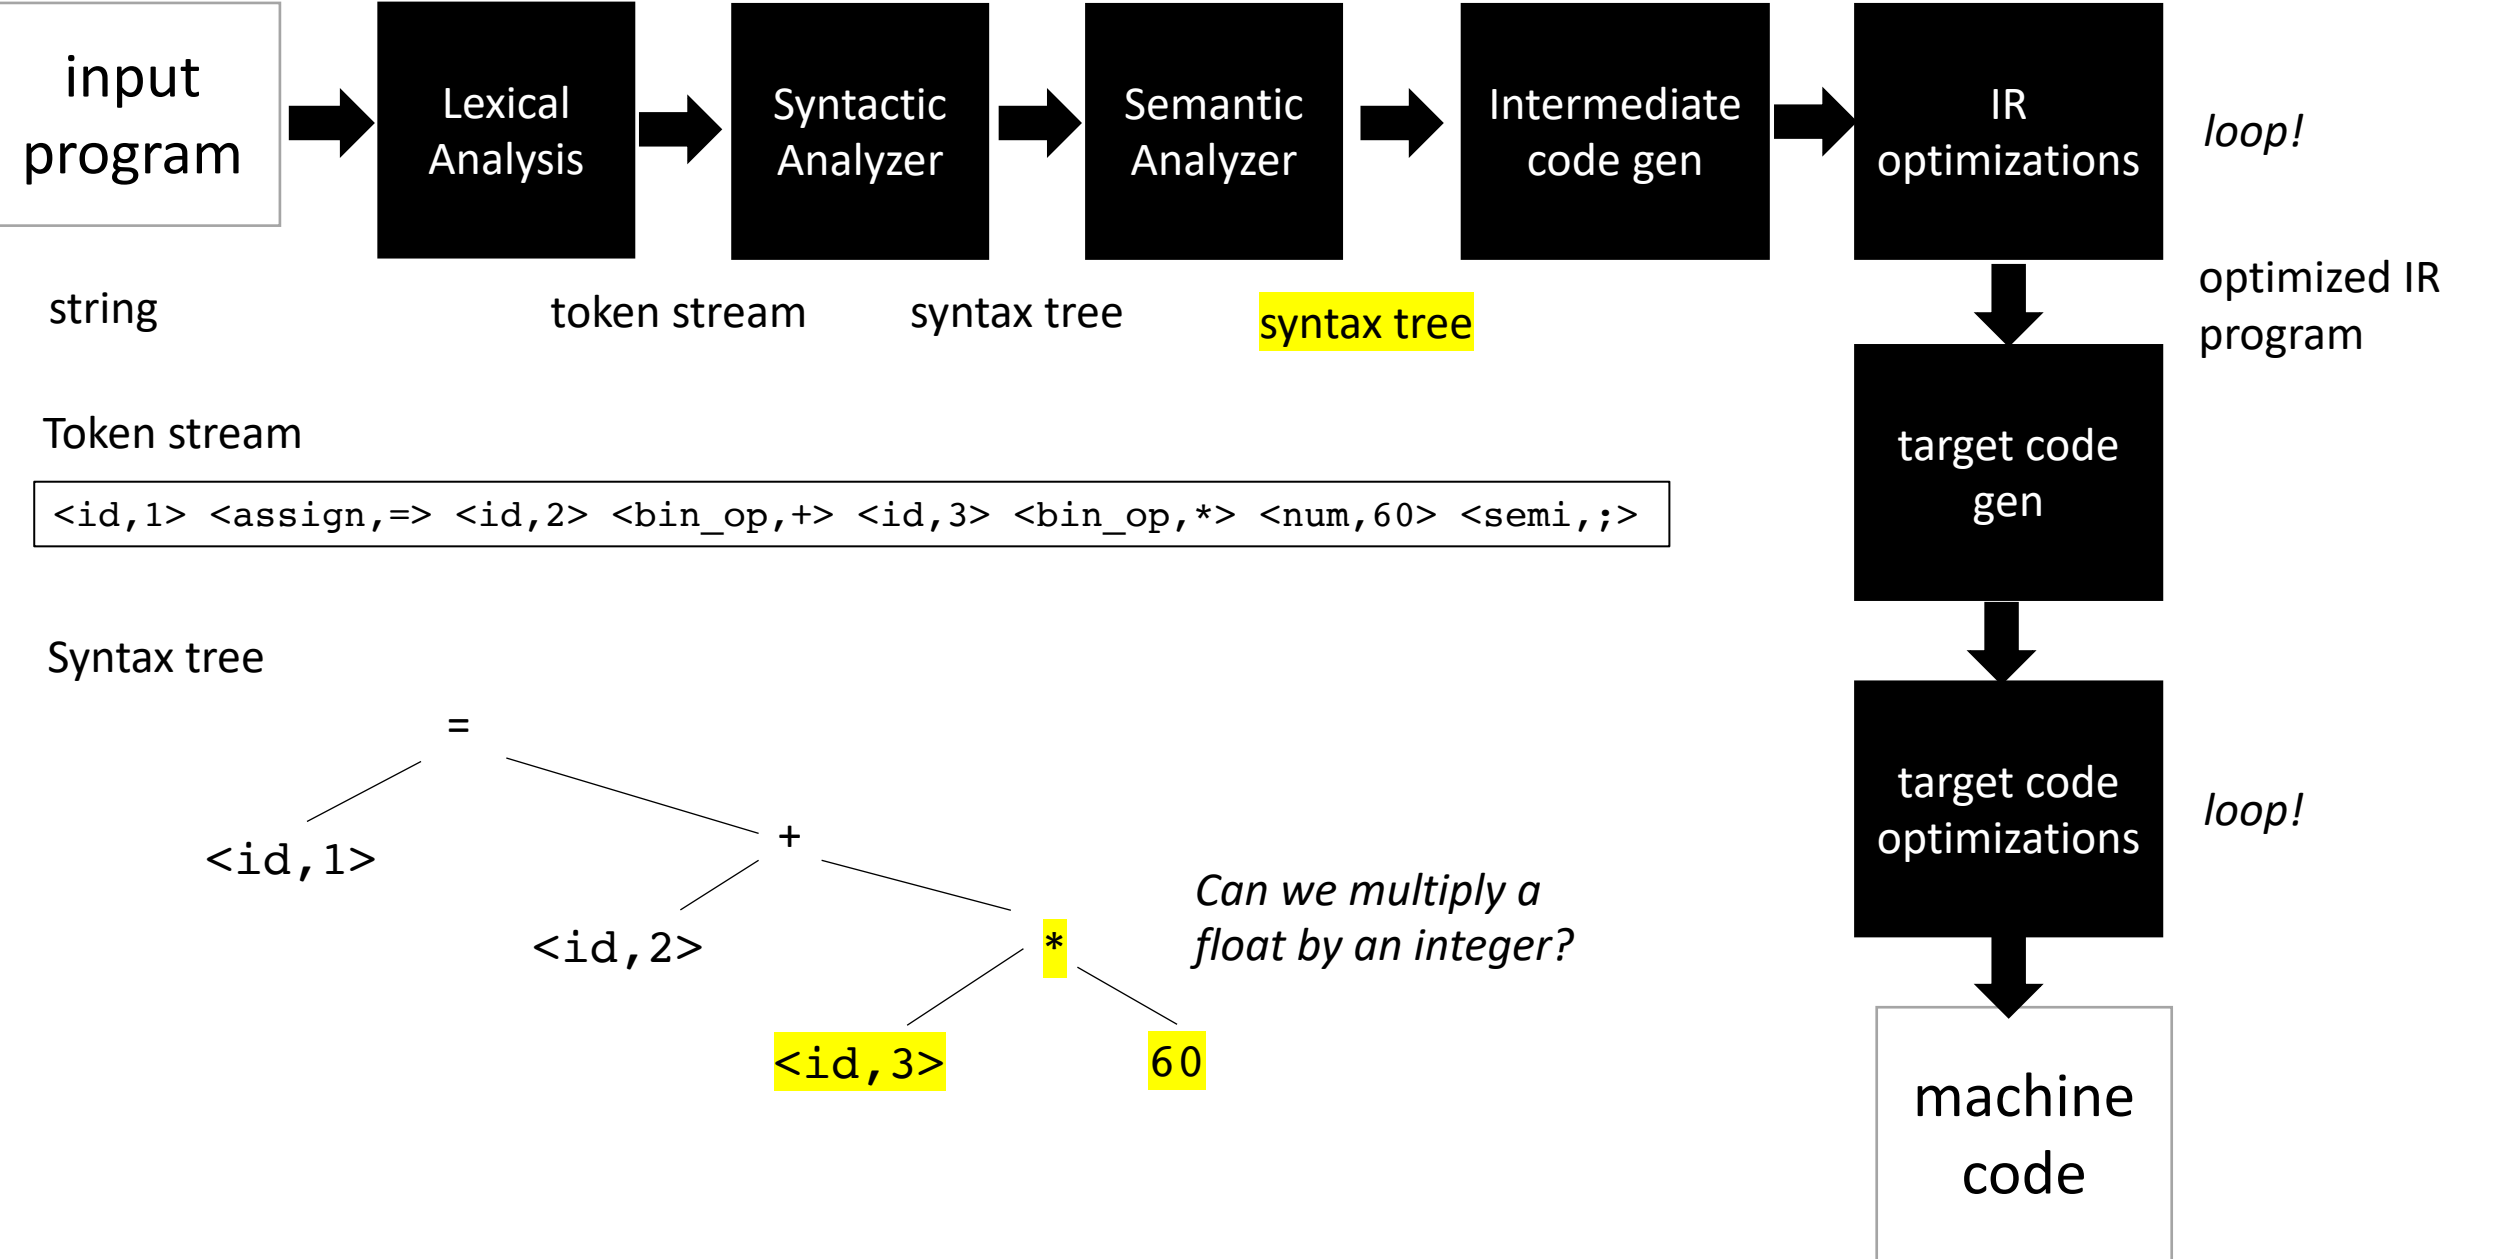 input
program
Lexical
Analysis
Syntactic
Analyzer
Semantic
Analyzer
Intermediate
code gen
IR
optimizations
loop!
string
token stream
syntax tree
syntax tree
optimized IR
program
Token stream
<id,1> <assign,=> <id,2> <bin_op,+> <id,3> <bin_op,*> <num,60> <semi,;>
target code
gen
Syntax tree
=
+
<id,1>
<id,2>
*
Can we multiply a
float by an integer?
<id,3>
60
target code
optimizations
loop!
machine
code